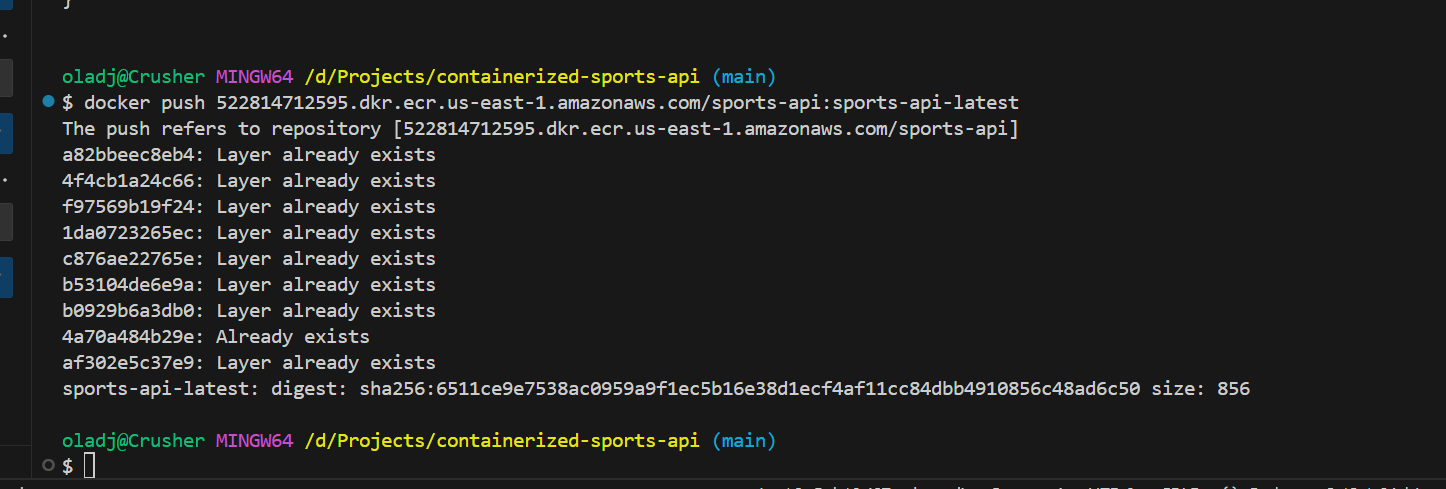 }
oladj@Crusher MINGW64 /d/Projects/containerized-sports-api (main)
$ docker push 522814712595.dkr.ecr.us-east-1.amazonaws.com/sports-api:sports-api-latest
The push refers to repository [522814712595.dkr.ecr.us-east-1.amazonaws.com/sports-api]
a82bbeec8eb4: Layer already exists
4f4cb1a24c66: Layer already exists
f97569b19f24: Layer already exists
1da0723265ec: Layer already exists
c876ae22765e: Layer already exists
b53104de6e9a: Layer already exists
b0929b6a3db0: Layer already exists
4a70a484b29e: Already exists
af302e5c37e9: Layer already exists
sports-api-latest: digest: sha256:6511ce9e7538ac0959a9f1ec5b16e38d1ecf4af11cc84dbb4910856c48ad6c50 size: 856
oladj@Crusher MINGW64 /d/Projects/containerized-sports-api (main)
$